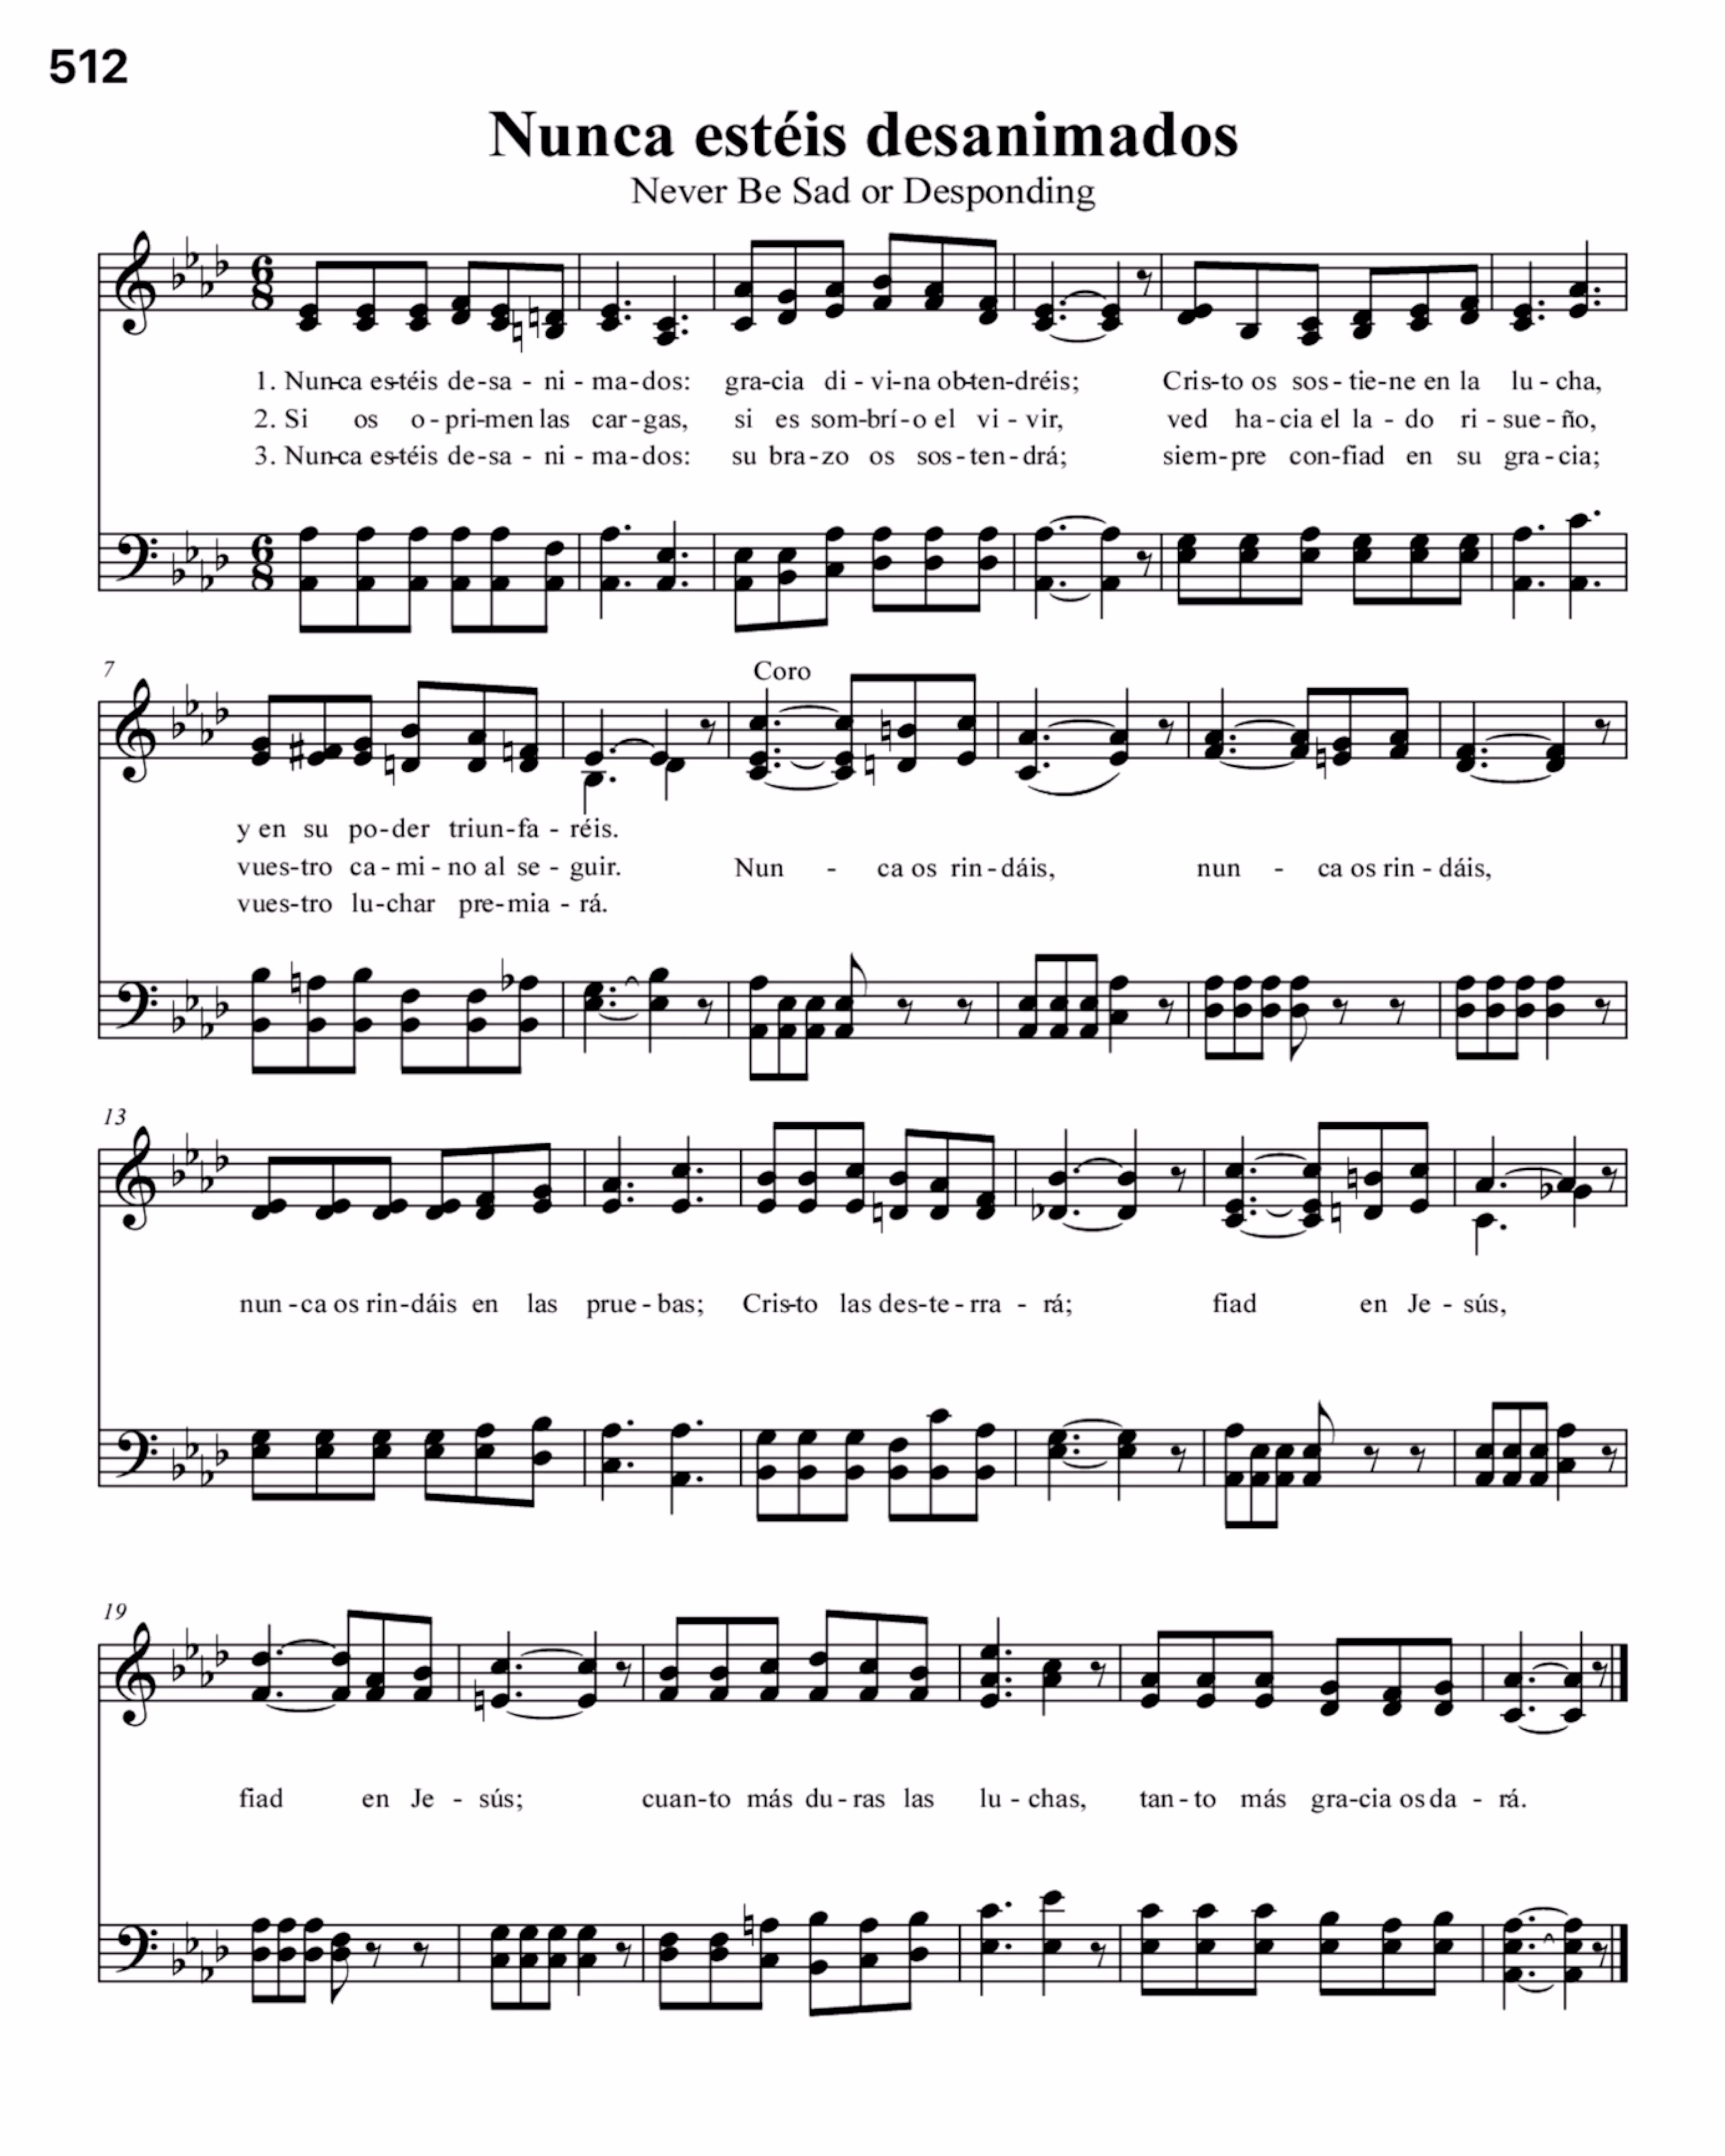 512
Nunca estéis desanimados
Never Be Sad or Desponding
1. Nun-ca es-téis de-sa - ni - ma-dos: gra-cia di - vi-na ob-ten-dréis; Cris-to os sos - tie-ne en la lu - cha,
2. Si os o - pri-men las car - gas, si es som-brí-o el vi - vir, ved ha-cia el la - do ri - sue - ño,
3. Nun-ca es-téis de-sa - ni - ma-dos: su bra-zo os sos-ten-drá; siem-pre con-fiad en su gra-cia;
7
Coro
y en su po-der triun-fa - réis.
vues-tro ca - mi - no al se - guir. Nun - ca os rin - dáis, nun - ca os rin - dáis,
vues-tro lu-char pre-mia - rá.
13
nun - ca os rin-dáis en las prue - bas; Cris-to las des-te - rra - rá; fiad en Je - sús,
19
fiad en Je - sús; cuan-to más du - ras las lu - chas, tan - to más gra-cia os da - rá.